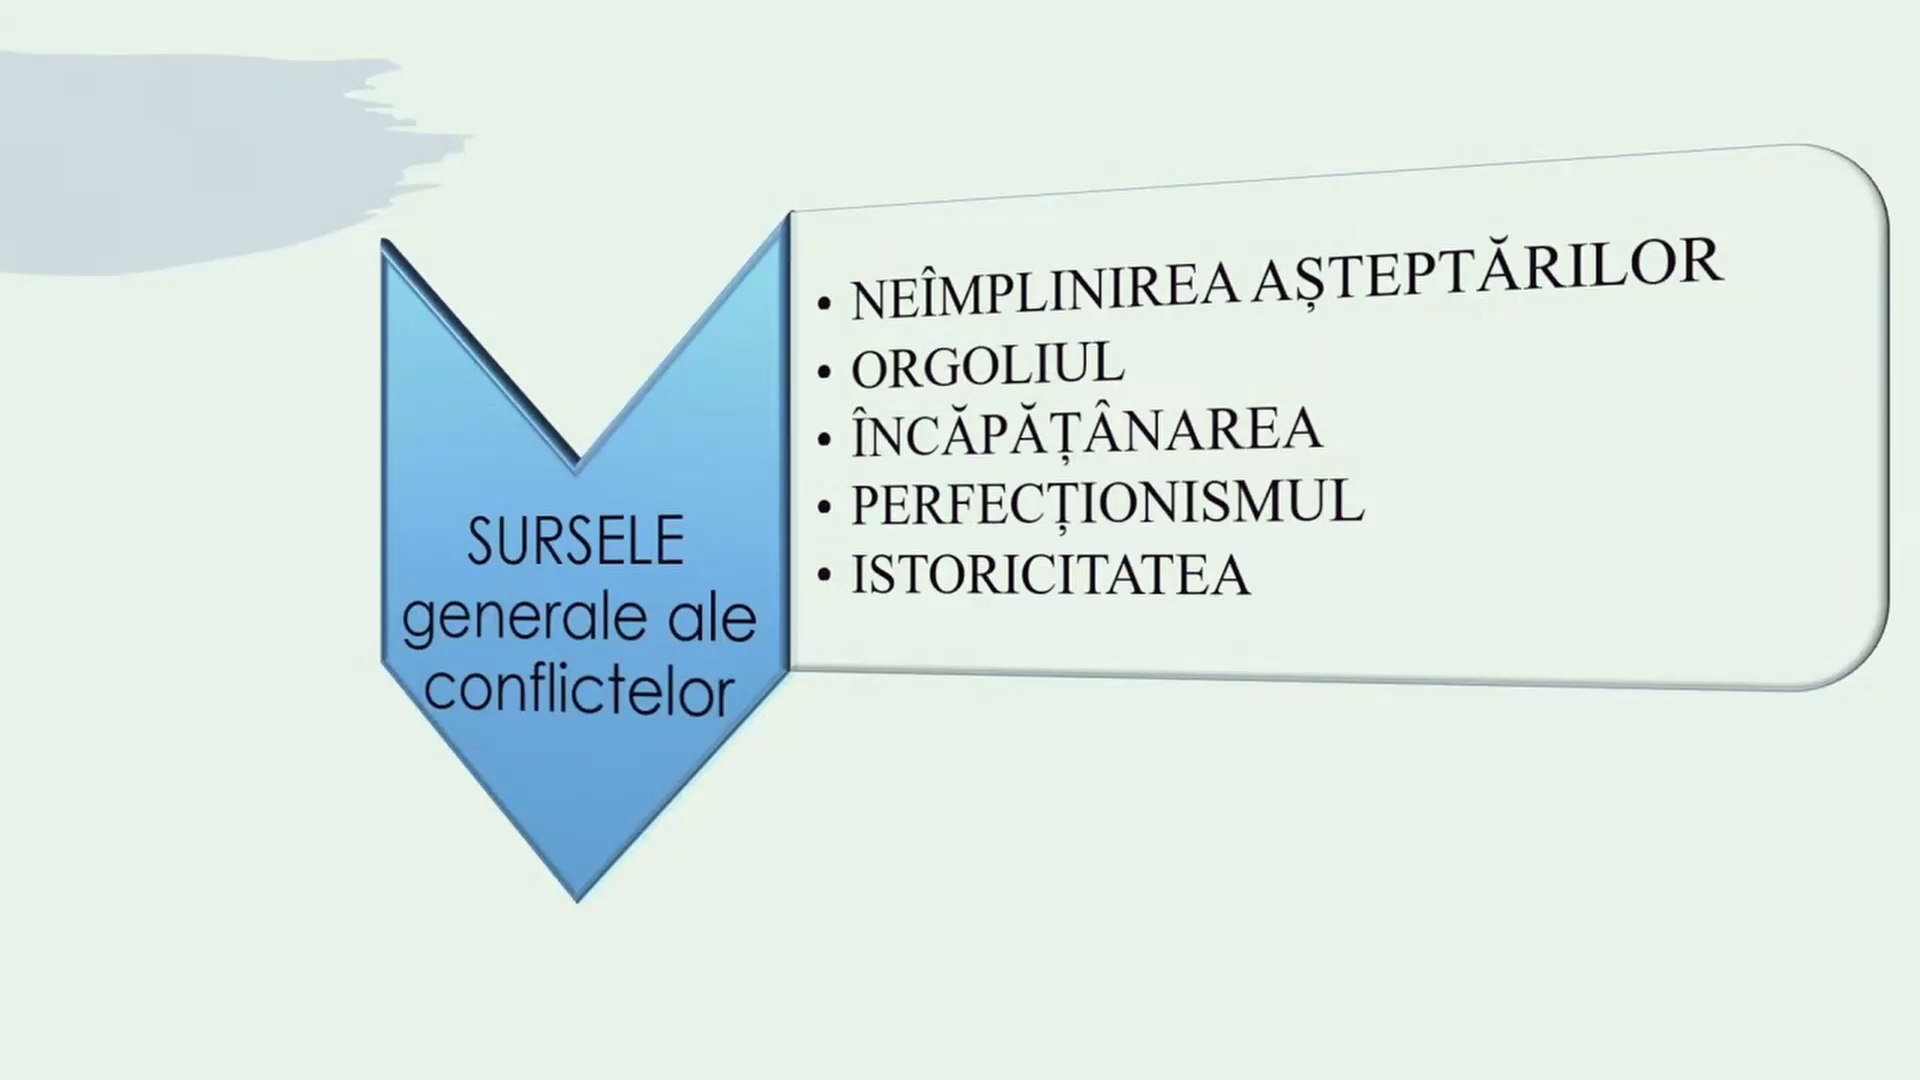 SURSELE
generale ale
conflictelor
• NEÎMPLINIREA AȘTEPTĂRILOR
• ORGOLIUL
• ÎNCĂPĂȚÂNAREA
• PERFECȚIONISMUL
• ISTORICITATEA